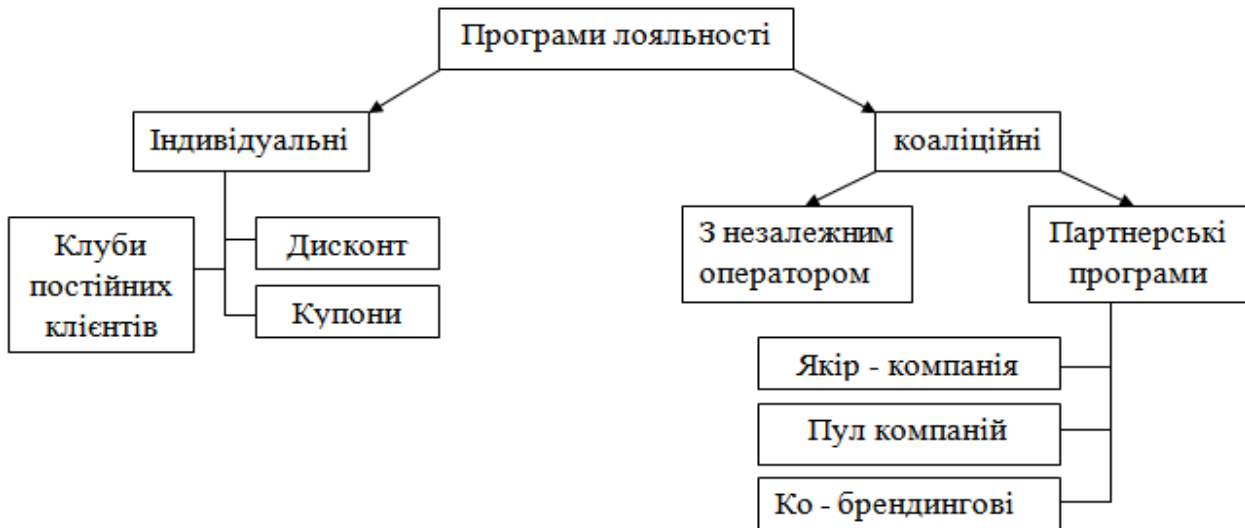 Програми лояльності
Індивідуальні
коаліційні
Клуби
постійних
клієнтів
Дисконт
Купони
З незалежним
оператором
Партнерські
програми
Якір - компанія
Пул компаній
Ко - брендингові